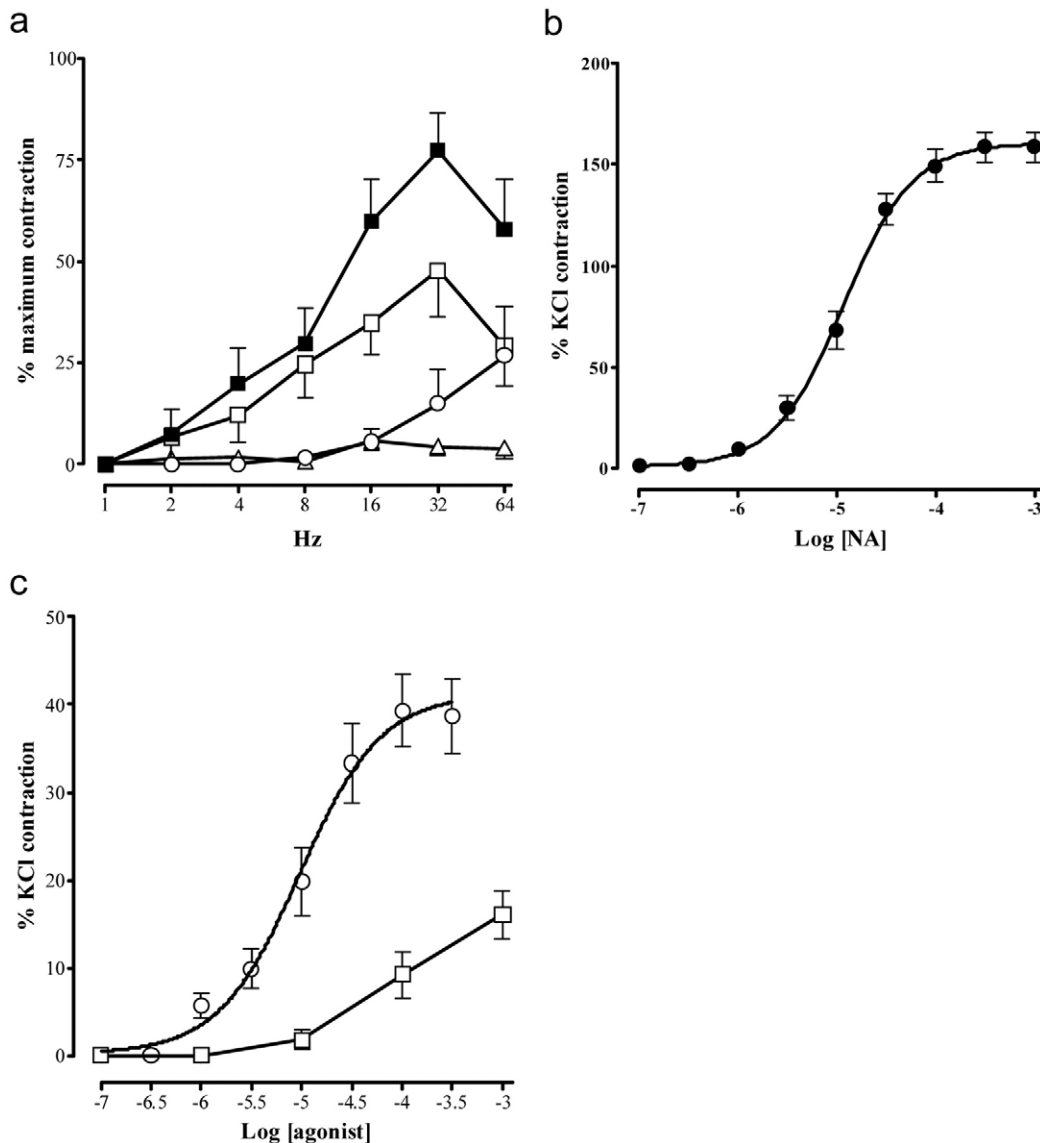 a
100
75
50
25
0
% maximum contraction
1 2 4 8 16 32 64
Hz
b
200
150
100
50
0
% KCl contraction
-7 -6 -5 -4 -3
Log [NA]
c
50
40
30
20
10
0
% KCl contraction
-7 -6.5 -6 -5.5 -5 -4.5 -4 -3.5 -3
Log [agonist]